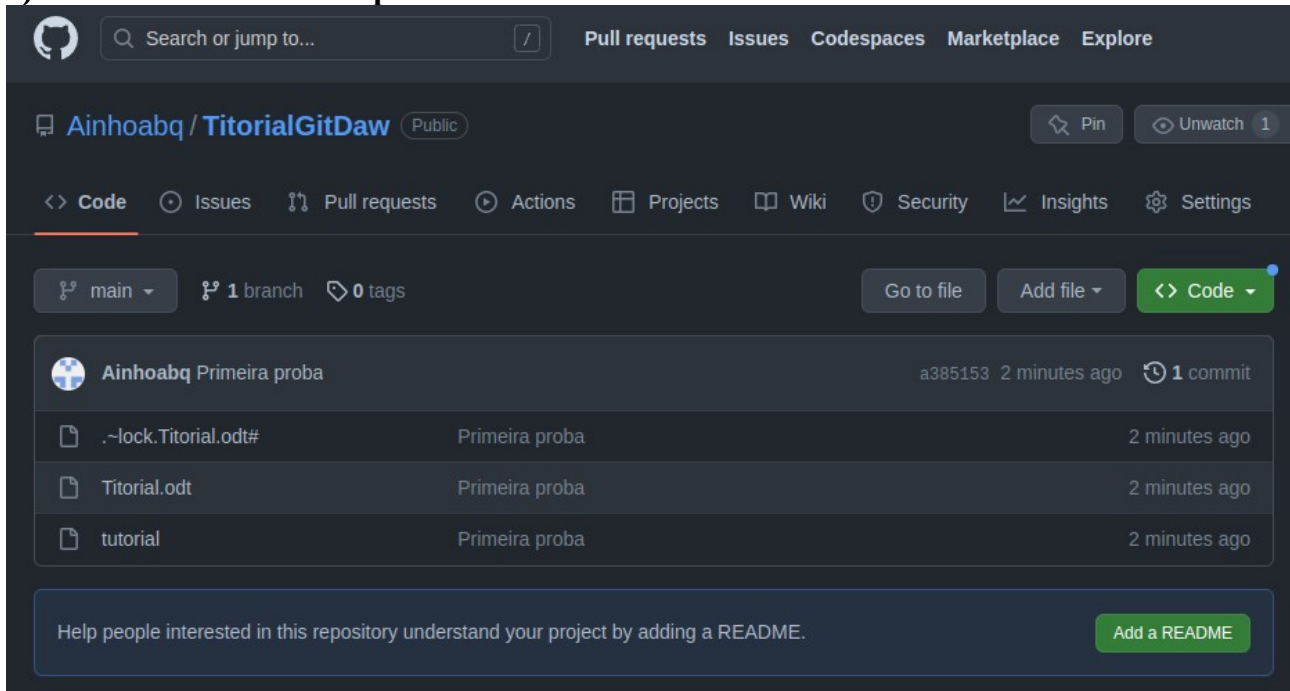 Search or jump to... / Pull requests Issues Codespaces Marketplace Explore
Ainhoabq / TitorialGitDaw Public Pin Unwatch 1
<> Code Issues Pull requests Actions Projects Wiki Security Insights Settings
main 1 branch 0 tags Go to file Add file <> Code
Ainhoabq Primeira proba a385153 2 minutes ago 1 commit
.~lock.Titorial.odt# Primeira proba 2 minutes ago
Titorial.odt Primeira proba 2 minutes ago
tutorial Primeira proba 2 minutes ago
Help people interested in this repository understand your project by adding a README. Add a README